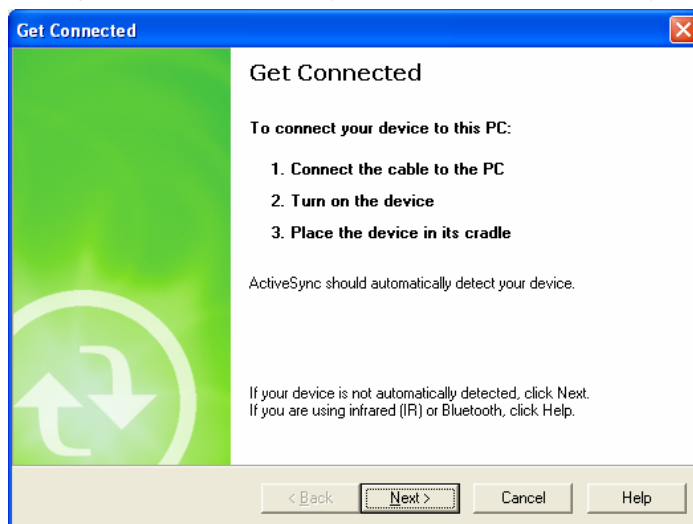 Get Connected
Get Connected
To connect your device to this PC:
1. Connect the cable to the PC
2. Turn on the device
3. Place the device in its cradle
ActiveSync should automatically detect your device.
If your device is not automatically detected, click Next.
If you are using infrared (IR) or Bluetooth, click Help.
< Back Next > Cancel Help